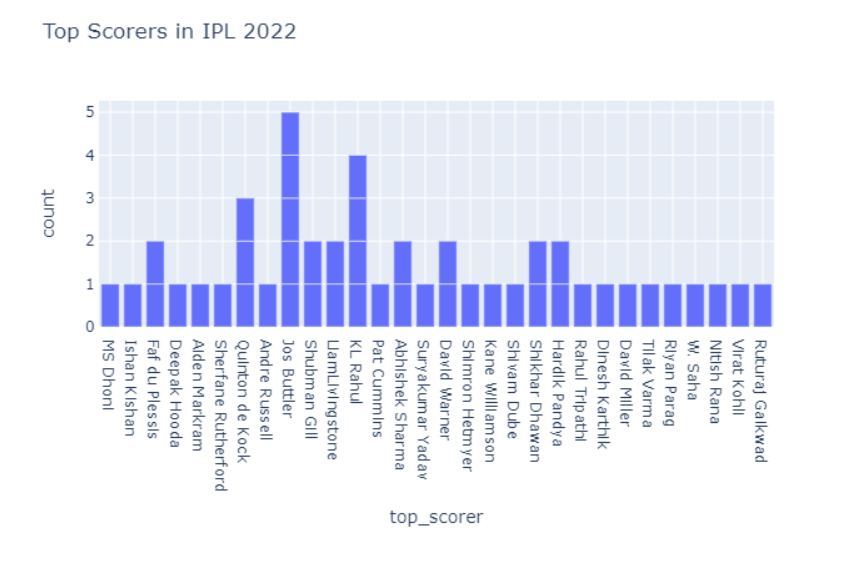 Top Scorers in IPL 2022
count
5
4
3
2
1
0
MS Dhoni
Ishan Kishan
Faf du Plessis
Deepak Hooda
Aiden Markram
Sherfane Rutherford
Quinton de Kock
Andre Russell
Jos Buttler
Shubman Gill
LiamLivingstone
KL Rahul
Pat Cummins
Abhishek Sharma
Suryakumar Yadav
David Warner
Shimron Hetmyer
Kane Williamson
Shivam Dube
Shikhar Dhawan
Hardik Pandya
Rahul Tripathi
Dinesh Karthik
David Miller
Tilak Varma
Riyan Parag
W. Saha
Nitish Rana
Virat Kohli
Ruturaj Gaikwad
top_scorer